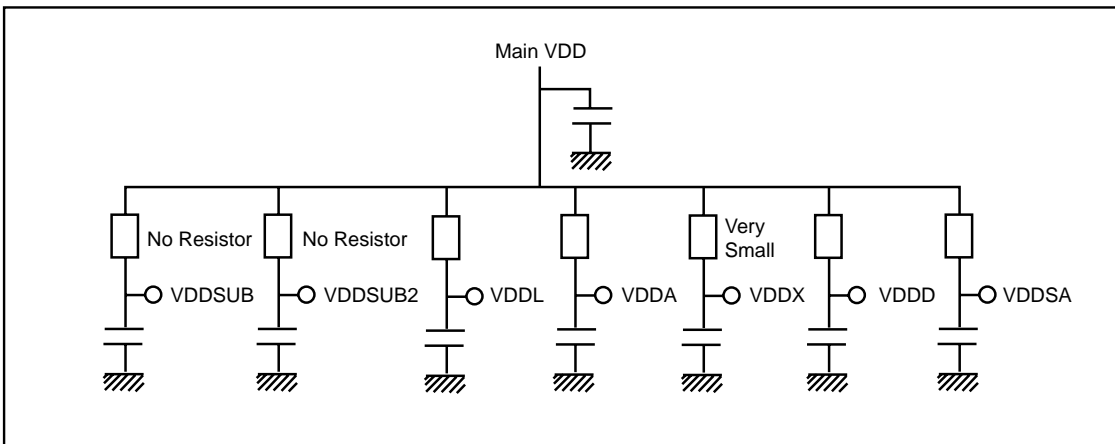 Main VDD
No Resistor
No Resistor
Very
Small
VDDSUB
VDDSUB2
VDDL
VDDA
VDDX
VDDD
VDDSA